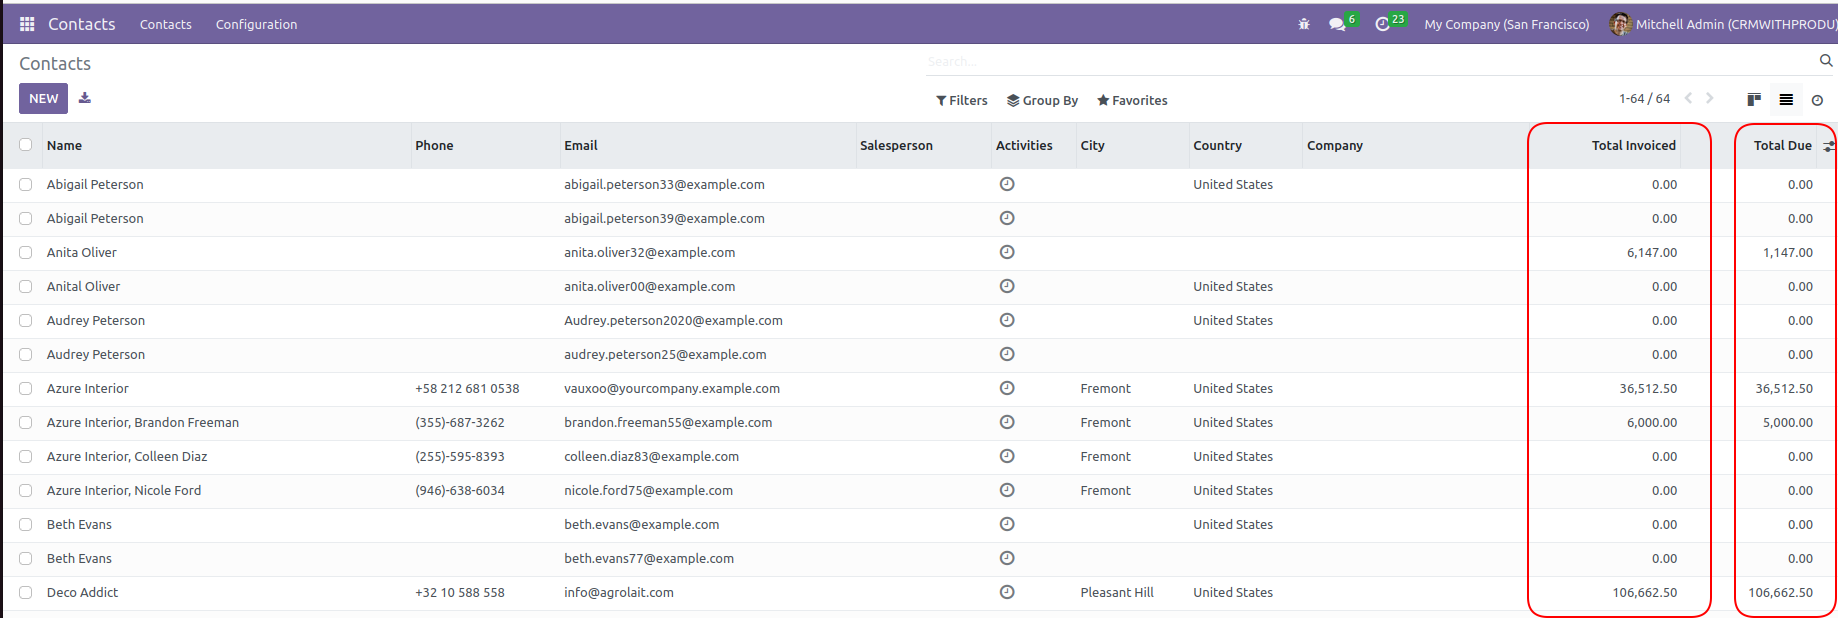 Contacts Contacts Configuration 6 23 My Company (San Francisco) Mitchell Admin (CRMWITHPRODU
Contacts Search...
NEW Filters Group By Favorites 1-64 / 64
Name Phone Email Salesperson Activities City Country Company Total Invoiced Total Due
Abigail Peterson abigail.peterson33@example.com United States 0.00 0.00
Abigail Peterson abigail.peterson39@example.com 0.00 0.00
Anita Oliver anita.oliver32@example.com 6,147.00 1,147.00
Anital Oliver anita.oliver00@example.com United States 0.00 0.00
Audrey Peterson Audrey.peterson2020@example.com United States 0.00 0.00
Audrey Peterson audrey.peterson25@example.com 0.00 0.00
Azure Interior +58 212 681 0538 vauxoo@yourcompany.example.com Fremont United States 36,512.50 36,512.50
Azure Interior, Brandon Freeman (355)-687-3262 brandon.freeman55@example.com Fremont United States 6,000.00 5,000.00
Azure Interior, Colleen Diaz (255)-595-8393 colleen.diaz83@example.com Fremont United States 0.00 0.00
Azure Interior, Nicole Ford (946)-638-6034 nicole.ford75@example.com Fremont United States 0.00 0.00
Beth Evans beth.evans@example.com United States 0.00 0.00
Beth Evans beth.evans77@example.com 0.00 0.00
Deco Addict +32 10 588 558 info@agrolait.com Pleasant Hill United States 106,662.50 106,662.50